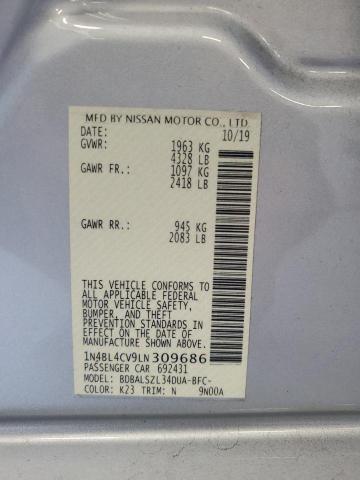 MFD BY NISSAN MOTOR CO., LTD.
DATE: 10/19
GVWR: 1963 KG
4328 LB
GAWR FR: 1097 KG
2418 LB
GAWR RR: 945 KG
2083 LB
THIS VEHICLE CONFORMS TO
ALL APPLICABLE FEDERAL
MOTOR VEHICLE SAFETY,
BUMPER, AND THEFT
PREVENTION STANDARDS IN
EFFECT ON THE DATE OF
MANUFACTURE SHOWN ABOVE.
1N4BL4CV9LN309686
PASSENGER CAR 692431
MODEL: BDBALSZL34DUA-BFC-
COLOR: K23 TRIM: N 9N00A